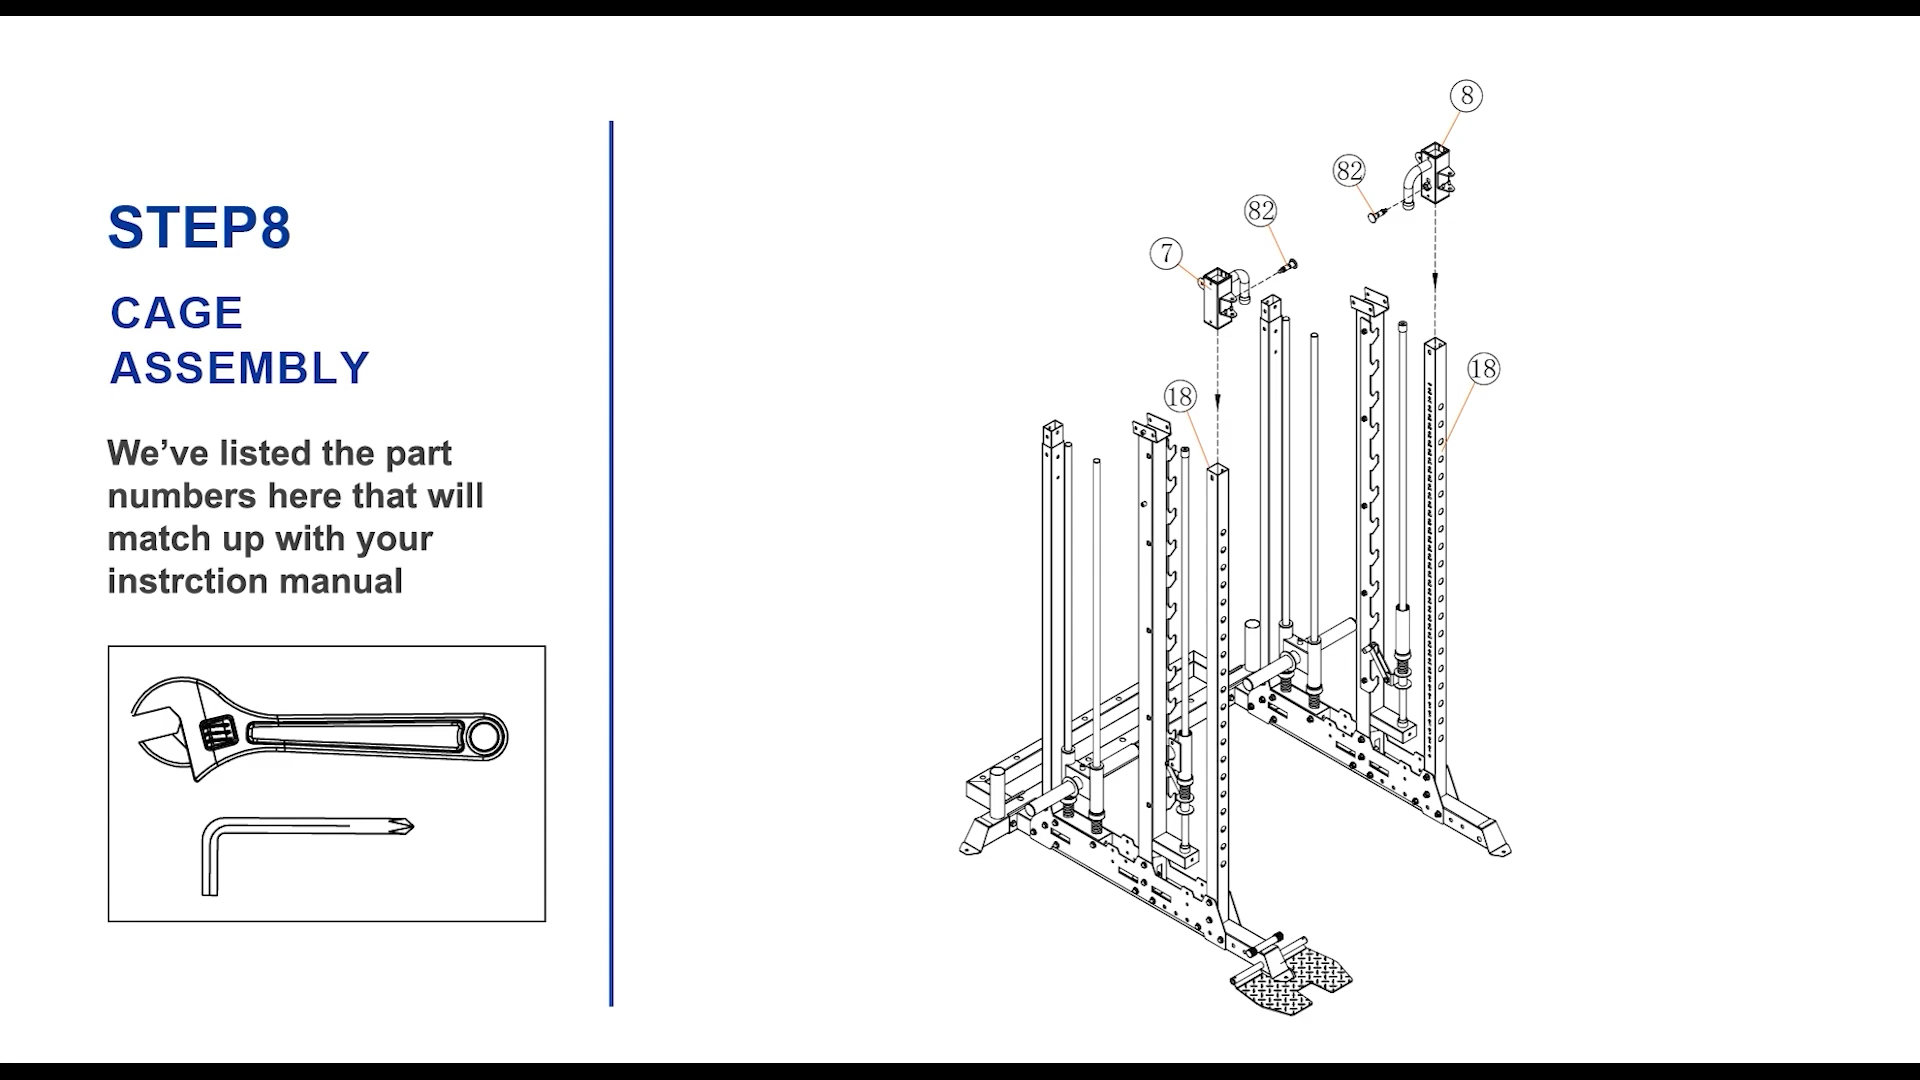 STEP8
CAGE
ASSEMBLY
We’ve listed the part
numbers here that will
match up with your
instrction manual
8
82
82
7
18
18